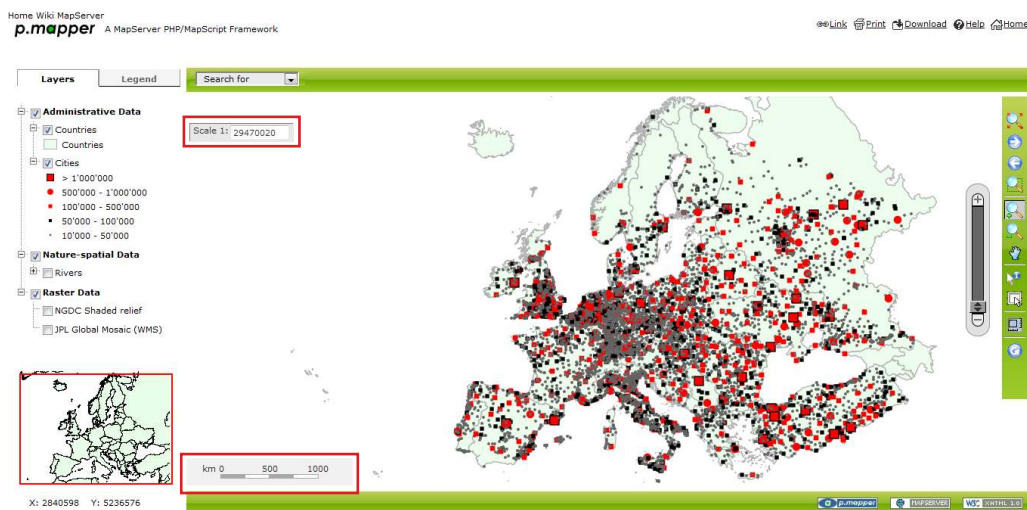 Home Wiki MapServer
p.mapper A MapServer PHP/MapScript Framework
Link Print Download Help Home
Layers Legend Search for
Administrative Data
Countries
Countries
Cities
> 1'000'000
500'000 - 1'000'000
100'000 - 500'000
50'000 - 100'000
10'000 - 50'000
Nature-spatial Data
Rivers
Raster Data
NGDC Shaded relief
JPL Global Mosaic (WMS)
Scale 1: 29470020
km 0 500 1000
X: 2840598 Y: 5236576
p.mapper MAPSERVER W3C XHTML 1.0